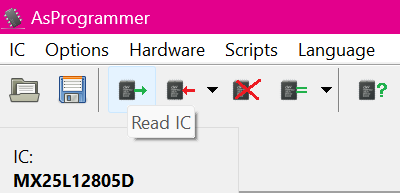 AsProgrammer
IC Options Hardware Scripts Language
?
Read IC
IC:
MX25L12805D